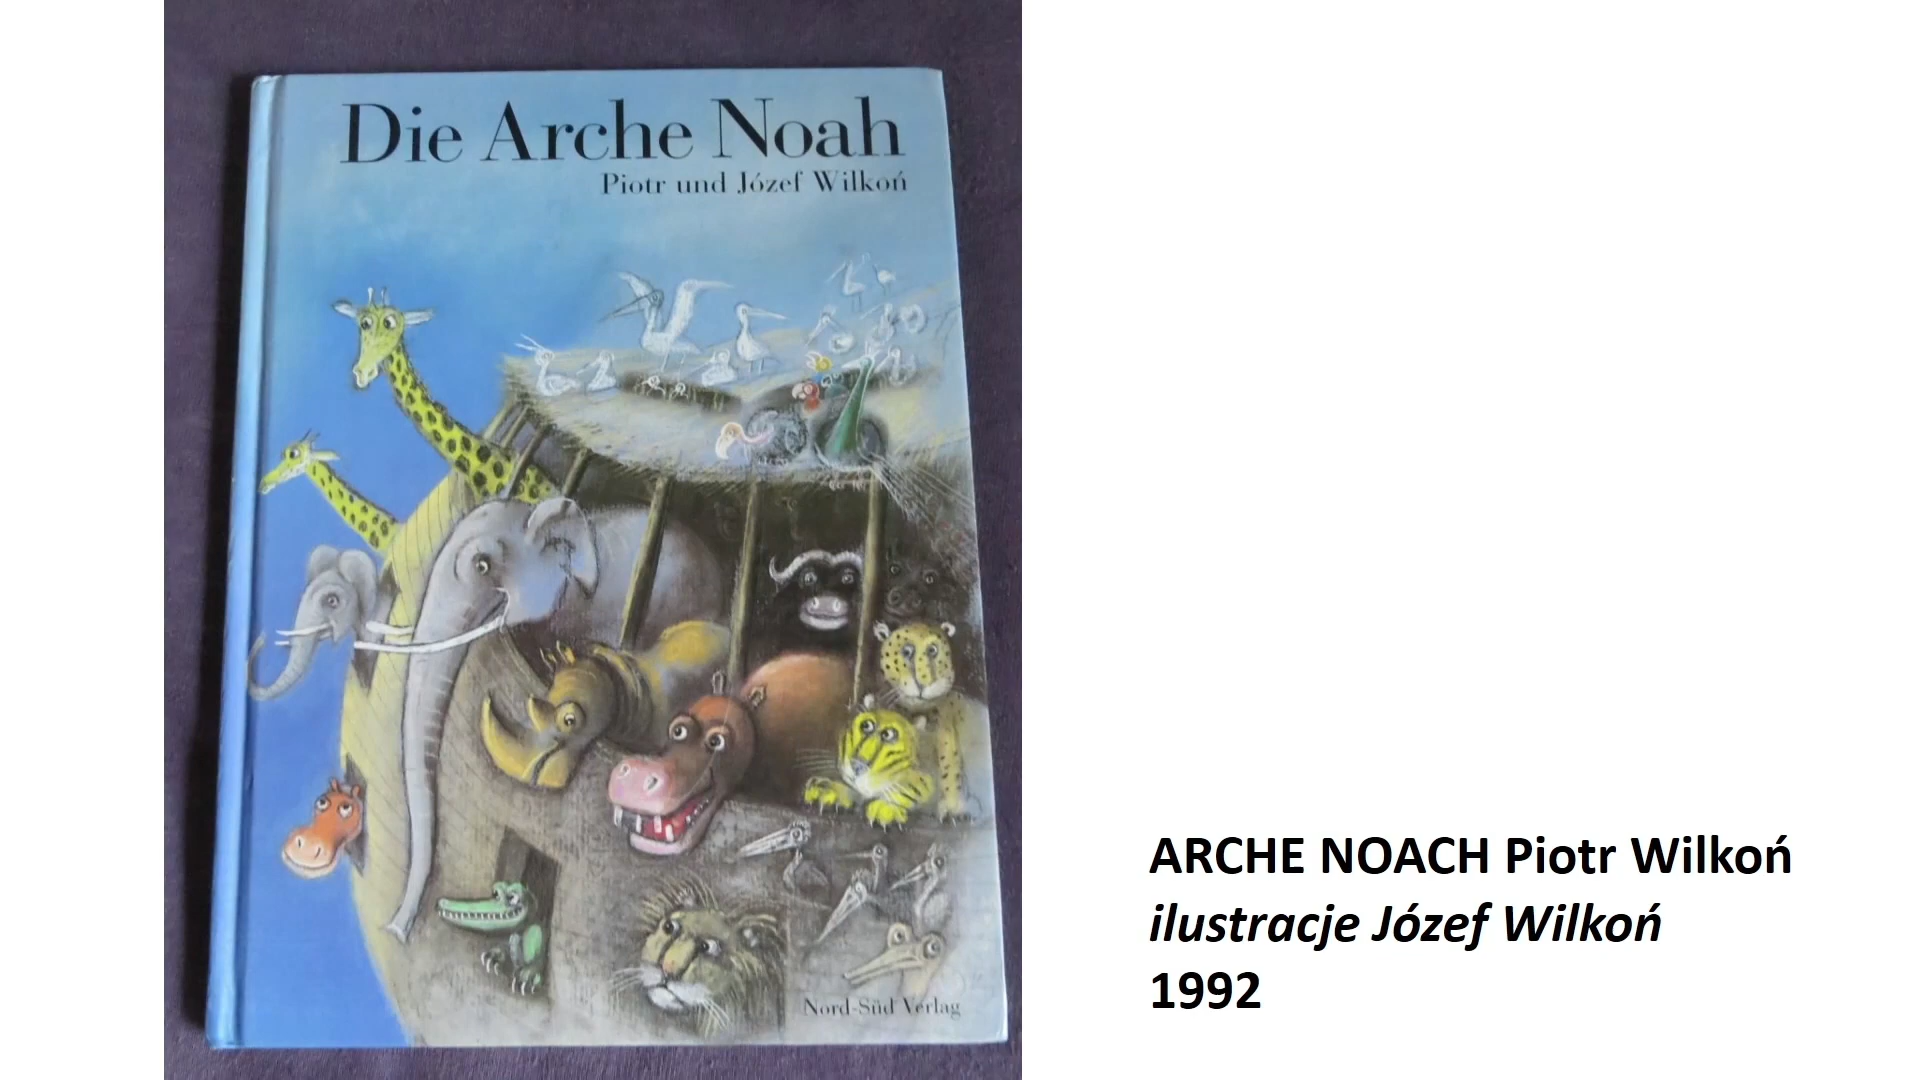 Die Arche Noah
Piotr und Józef Wilkoń
Nord-Süd Verlag
ARCHE NOACH Piotr Wilkoń
ilustracje Józef Wilkoń
1992